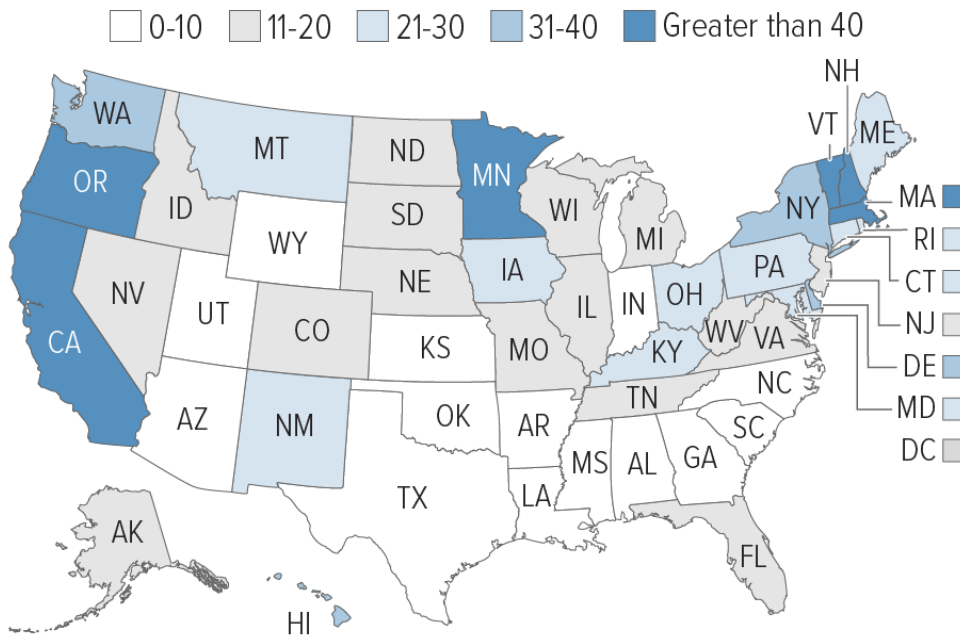 0-10 11-20 21-30 31-40 Greater than 40
NH
VT
WA
MT
ND
MN
ME
OR
ID
SD
WI
MI
NY
MA
WY
RI
IA
PA
CT
NV
NE
OH
UT
IL
IN
NJ
CO
WV
VA
CA
KS
MO
KY
DE
NC
TN
MD
AZ
NM
OK
AR
SC
DC
MS
AL
GA
TX
LA
AK
FL
HI